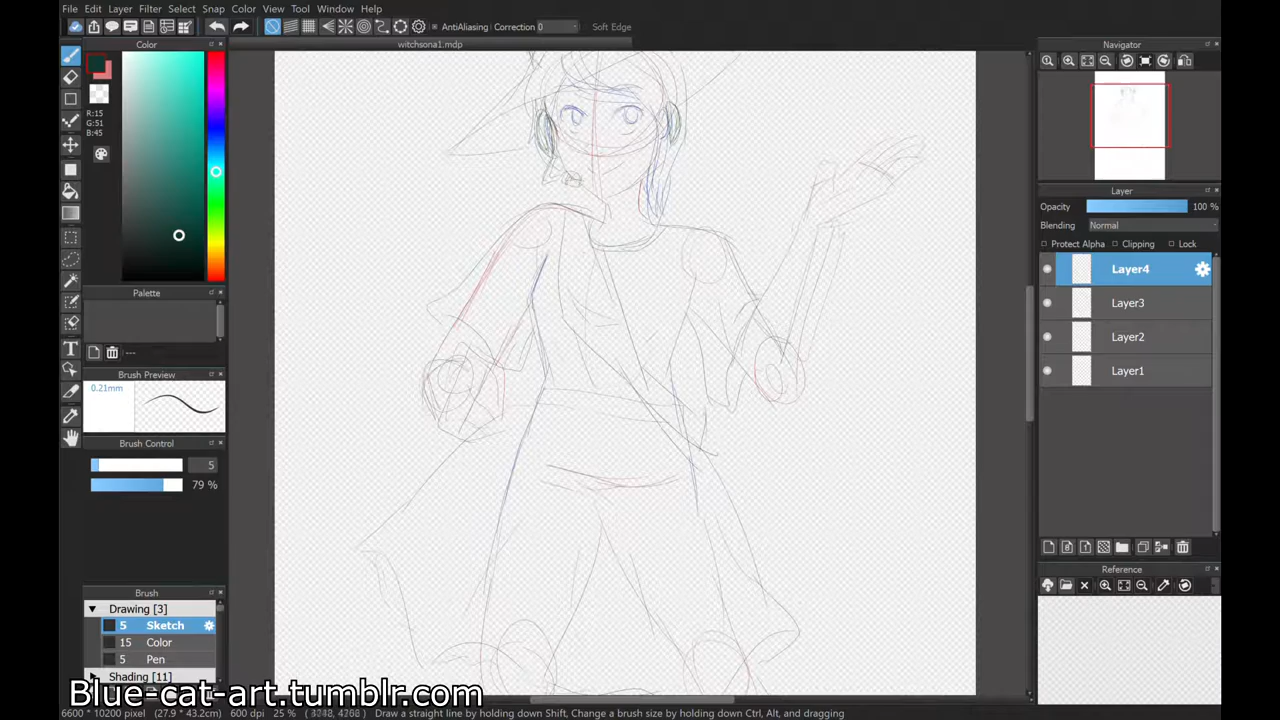 File Edit Layer Filter Select Snap Color View Tool Window Help
AntiAliasing Correction 0 Soft Edge
Color
witchsona1.mdp
Navigator
R:15
G:51
B:45
Layer
Opacity 100 %
Blending Normal
Protect Alpha Clipping Lock
Layer4
Layer3
Layer2
Layer1
Palette
---
Brush Preview
0.21mm
Brush Control
5
79 %
Reference
Brush
Drawing [3]
5 Sketch
15 Color
5 Pen
Shading [11]
Blue-cat-art.tumblr.com
6600 * 10200 pixel (27.9 * 43.2cm) 600 dpi 25 % Draw a straight line by holding down Shift, Change a brush size by holding down Ctrl, Alt, and dragging